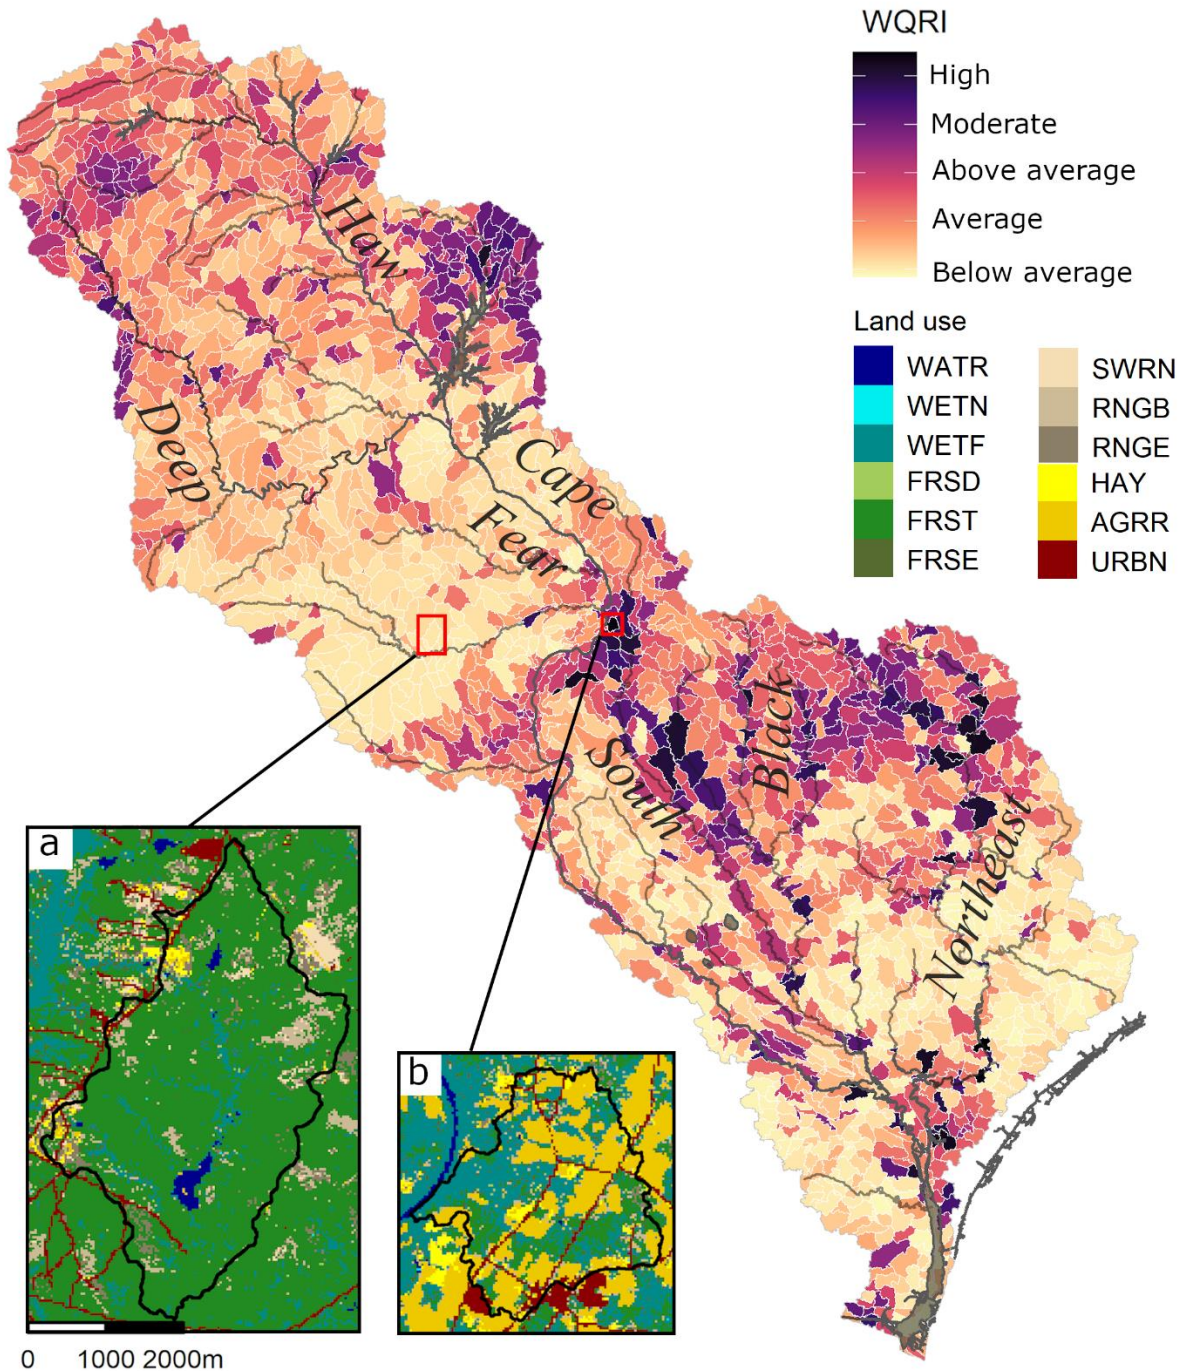 WQRI
High
Moderate
Above average
Average
Below average
Land use
WATR
WETN
WETF
FRSD
FRST
FRSE
SWRN
RNGB
RNGE
HAY
AGRR
URBN
Haw
Deep
Cape
Fear
South
Black
Northeast
a
b
0 1000 2000m